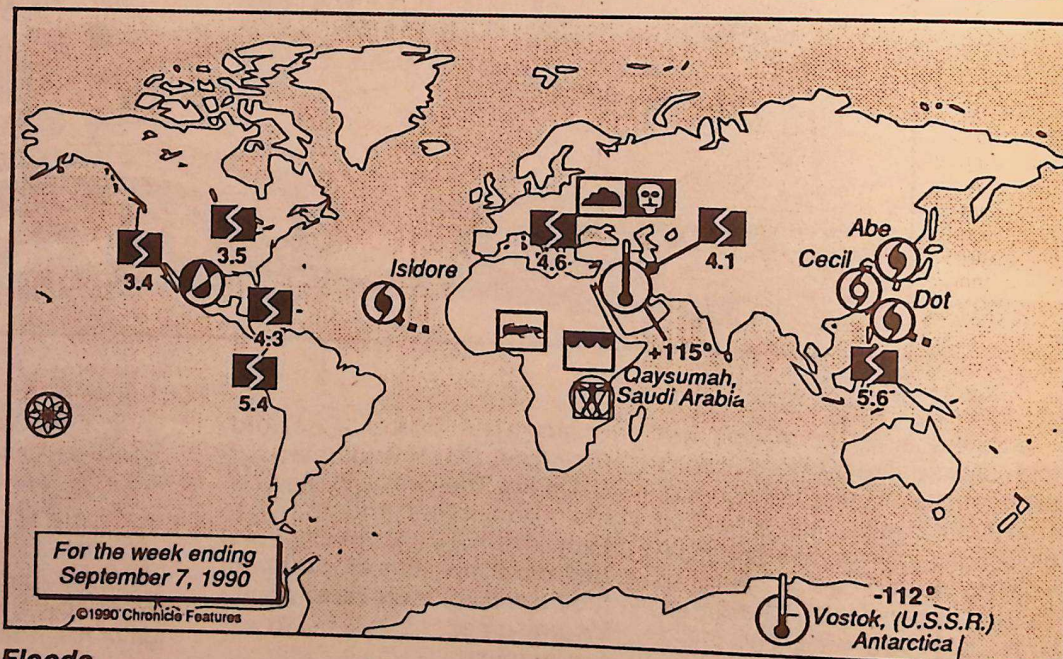 Abe
Cecil
Isidore
Dot
3.5
4.6
4.1
3.4
4.3
+115°
Qaysumah,
Saudi Arabia
5.4
5.6
For the week ending
September 7, 1990
©1990 Chronicle Features
-112°
Vostok, (U.S.S.R.)
Antarctica
Floods